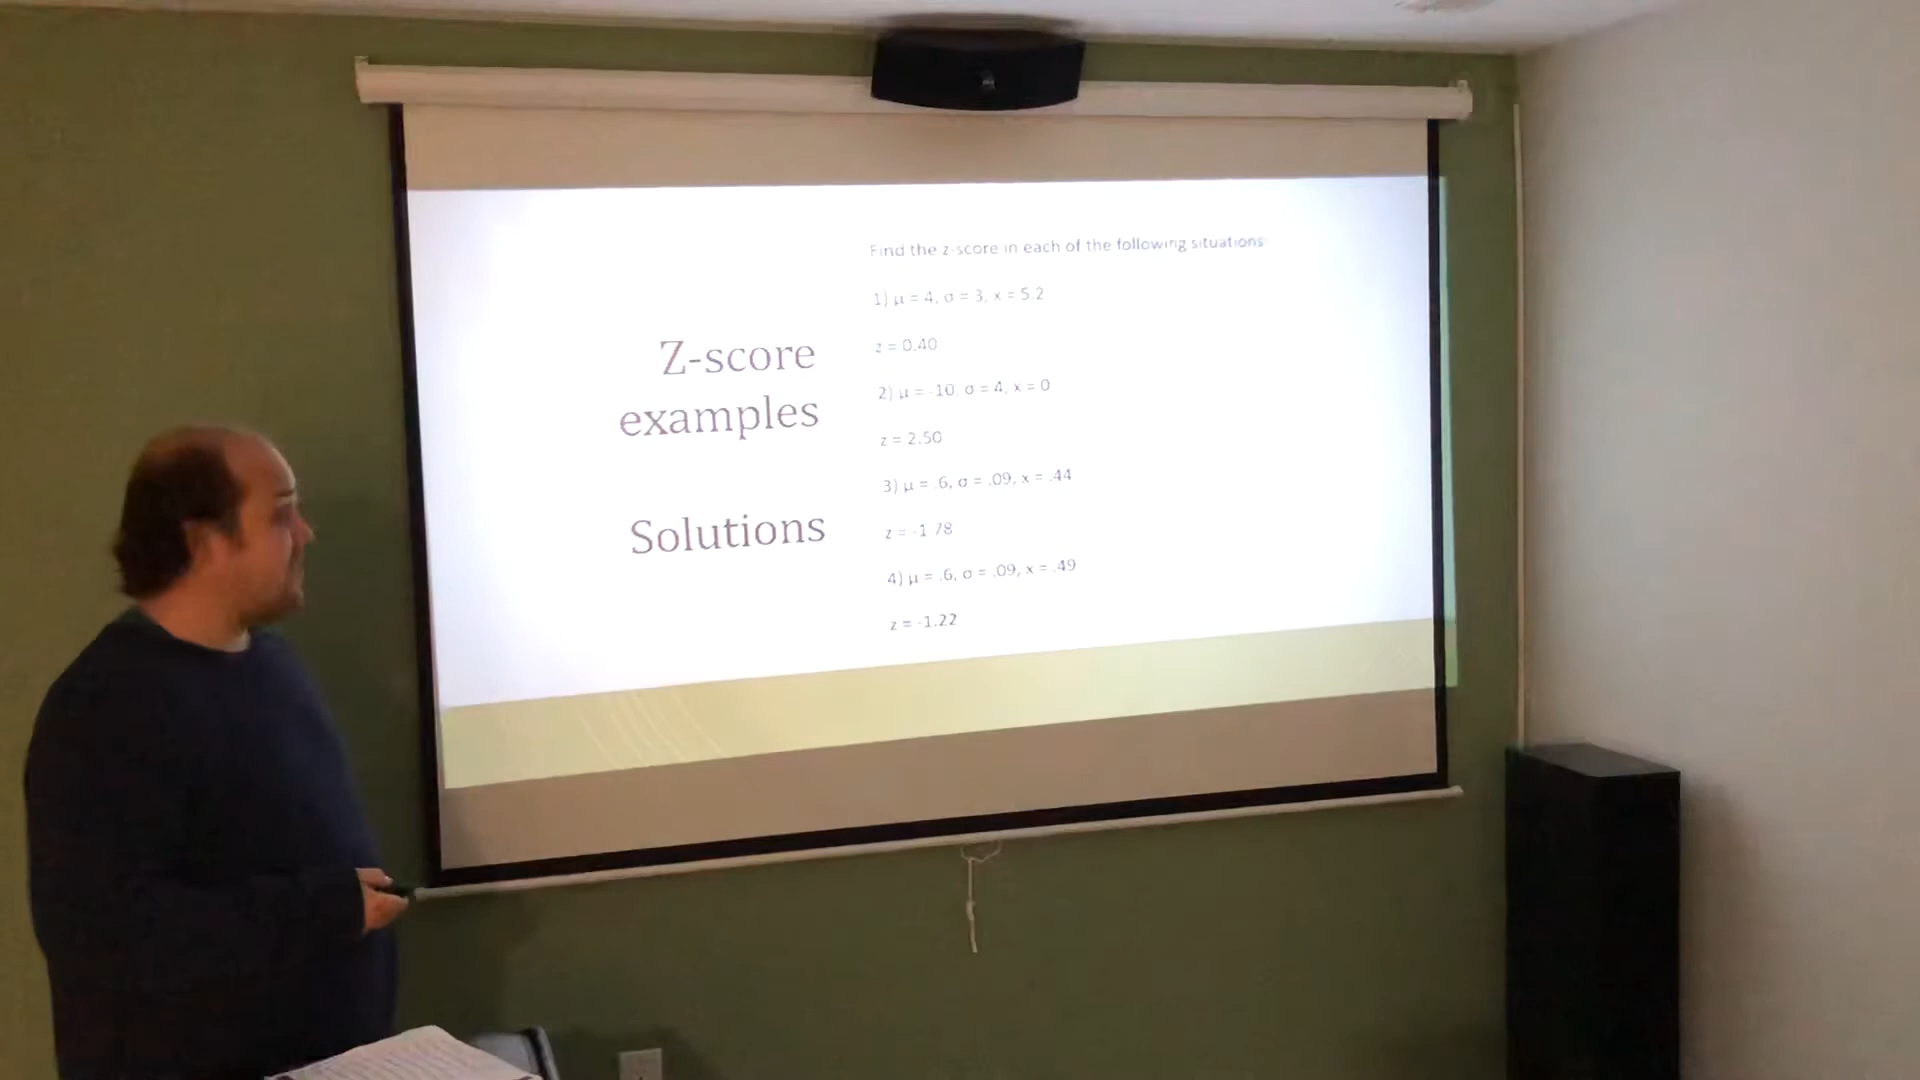 Z-score
examples
Solutions
Find the z-score in each of the following situations
1) µ = 4, σ = 3, x = 5.2
z = 0.40
2) µ = -10, σ = 4, x = 0
z = 2.50
3) µ = .6, σ = .09, x = .44
z = -1.78
4) µ = .6, σ = .09, x = .49
z = -1.22